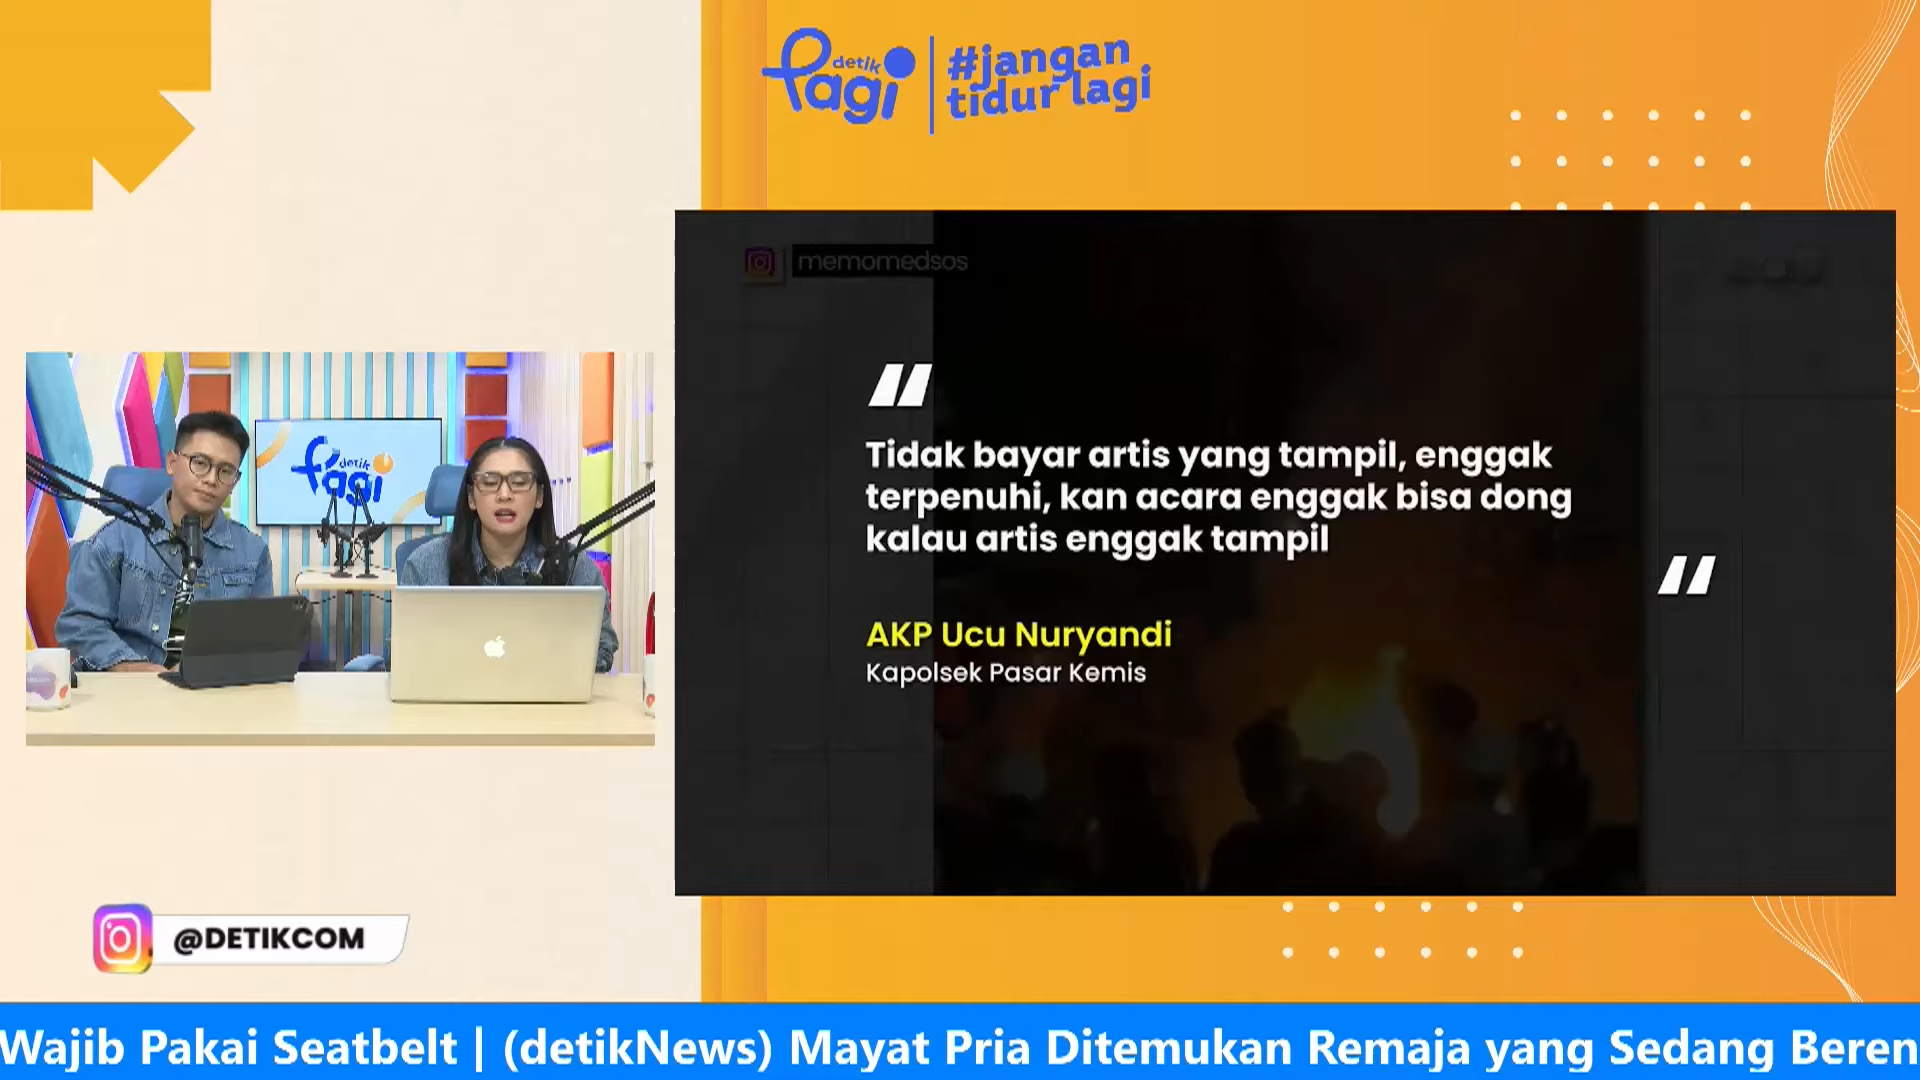 detik
Pagi
#jangan
tidur lagi
memomedsos
Tidak bayar artis yang tampil, enggak
terpenuhi, kan acara enggak bisa dong
kalau artis enggak tampil
AKP Ucu Nuryandi
Kapolsek Pasar Kemis
detik
Pagi
@DETIKCOM
Wajib Pakai Seatbelt | (detikNews) Mayat Pria Ditemukan Remaja yang Sedang Beren